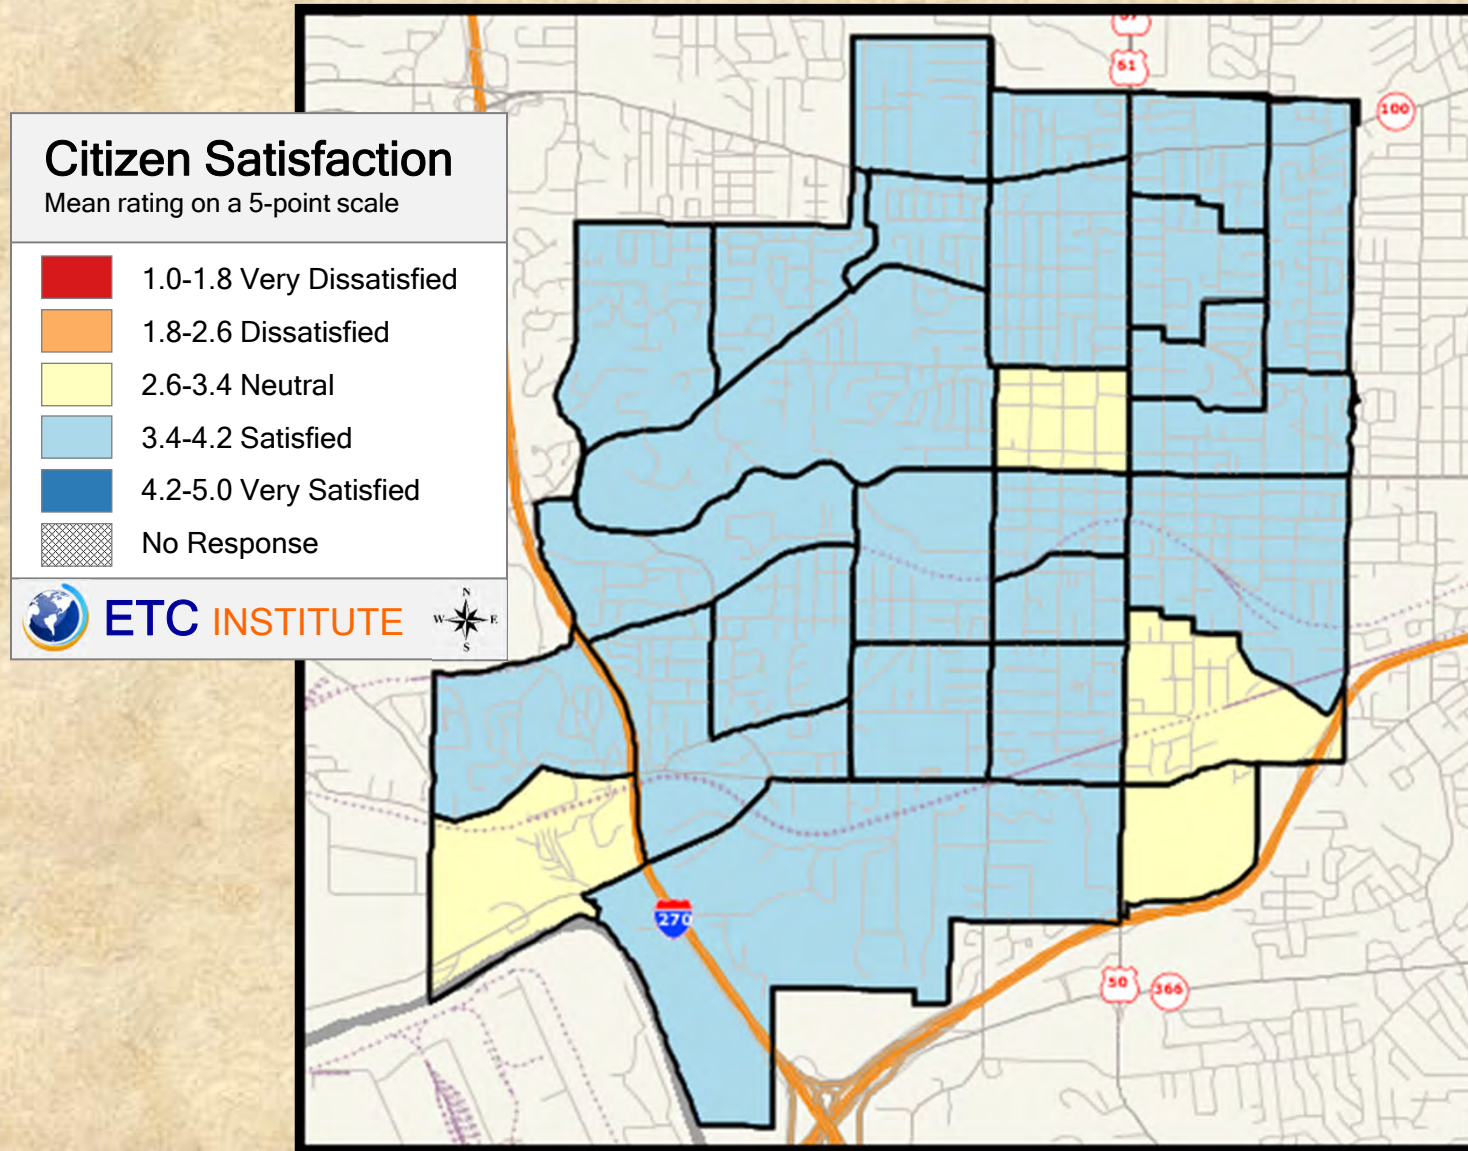 Citizen Satisfaction
Mean rating on a 5-point scale
1.0-1.8 Very Dissatisfied
1.8-2.6 Dissatisfied
2.6-3.4 Neutral
3.4-4.2 Satisfied
4.2-5.0 Very Satisfied
No Response
ETC INSTITUTE
N
W E
S
61
100
270
50
366